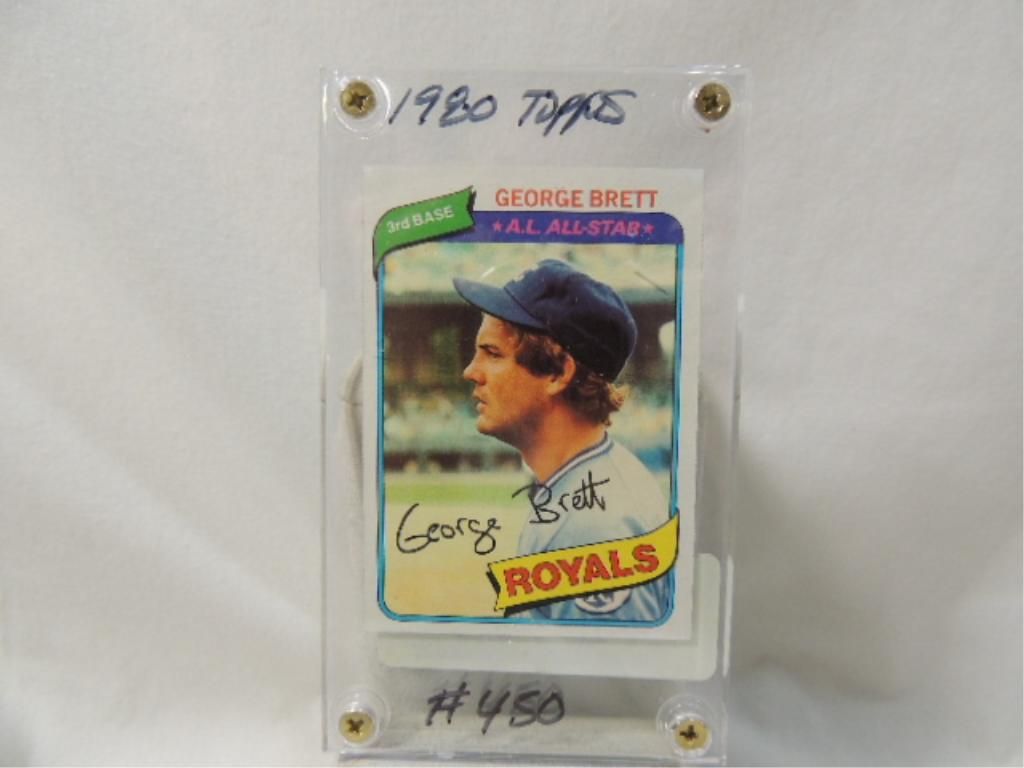 1980 Topps
GEORGE BRETT
3rd BASE
★A.L. ALL-STAR★
George Brett
ROYALS
#450